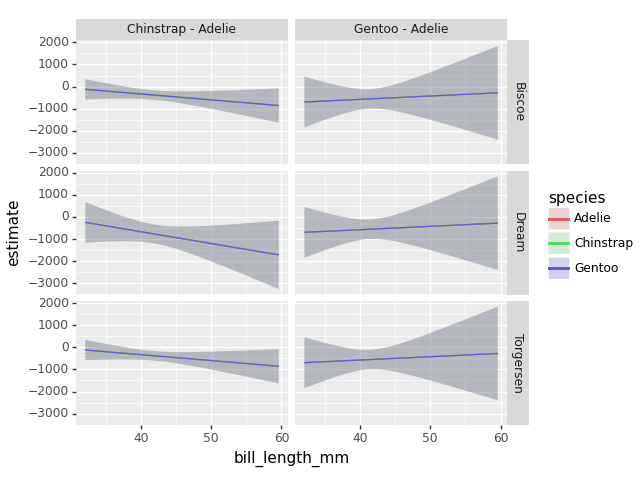 Chinstrap - Adelie Gentoo - Adelie
2000
1000
0
−1000
−2000
−3000
Biscoe
2000
1000
0
−1000
−2000
−3000
Dream
2000
1000
0
−1000
−2000
−3000
Torgersen
40 50 60 40 50 60
bill_length_mm
estimate
species
Adelie
Chinstrap
Gentoo